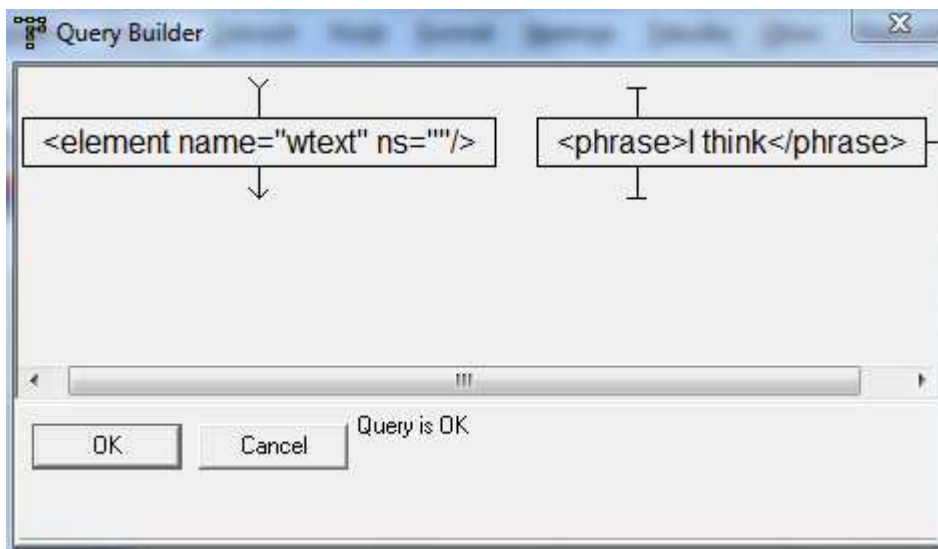 Query Builder
<element name="wtext" ns=""/> <phrase>I think</phrase>
OK Cancel Query is OK